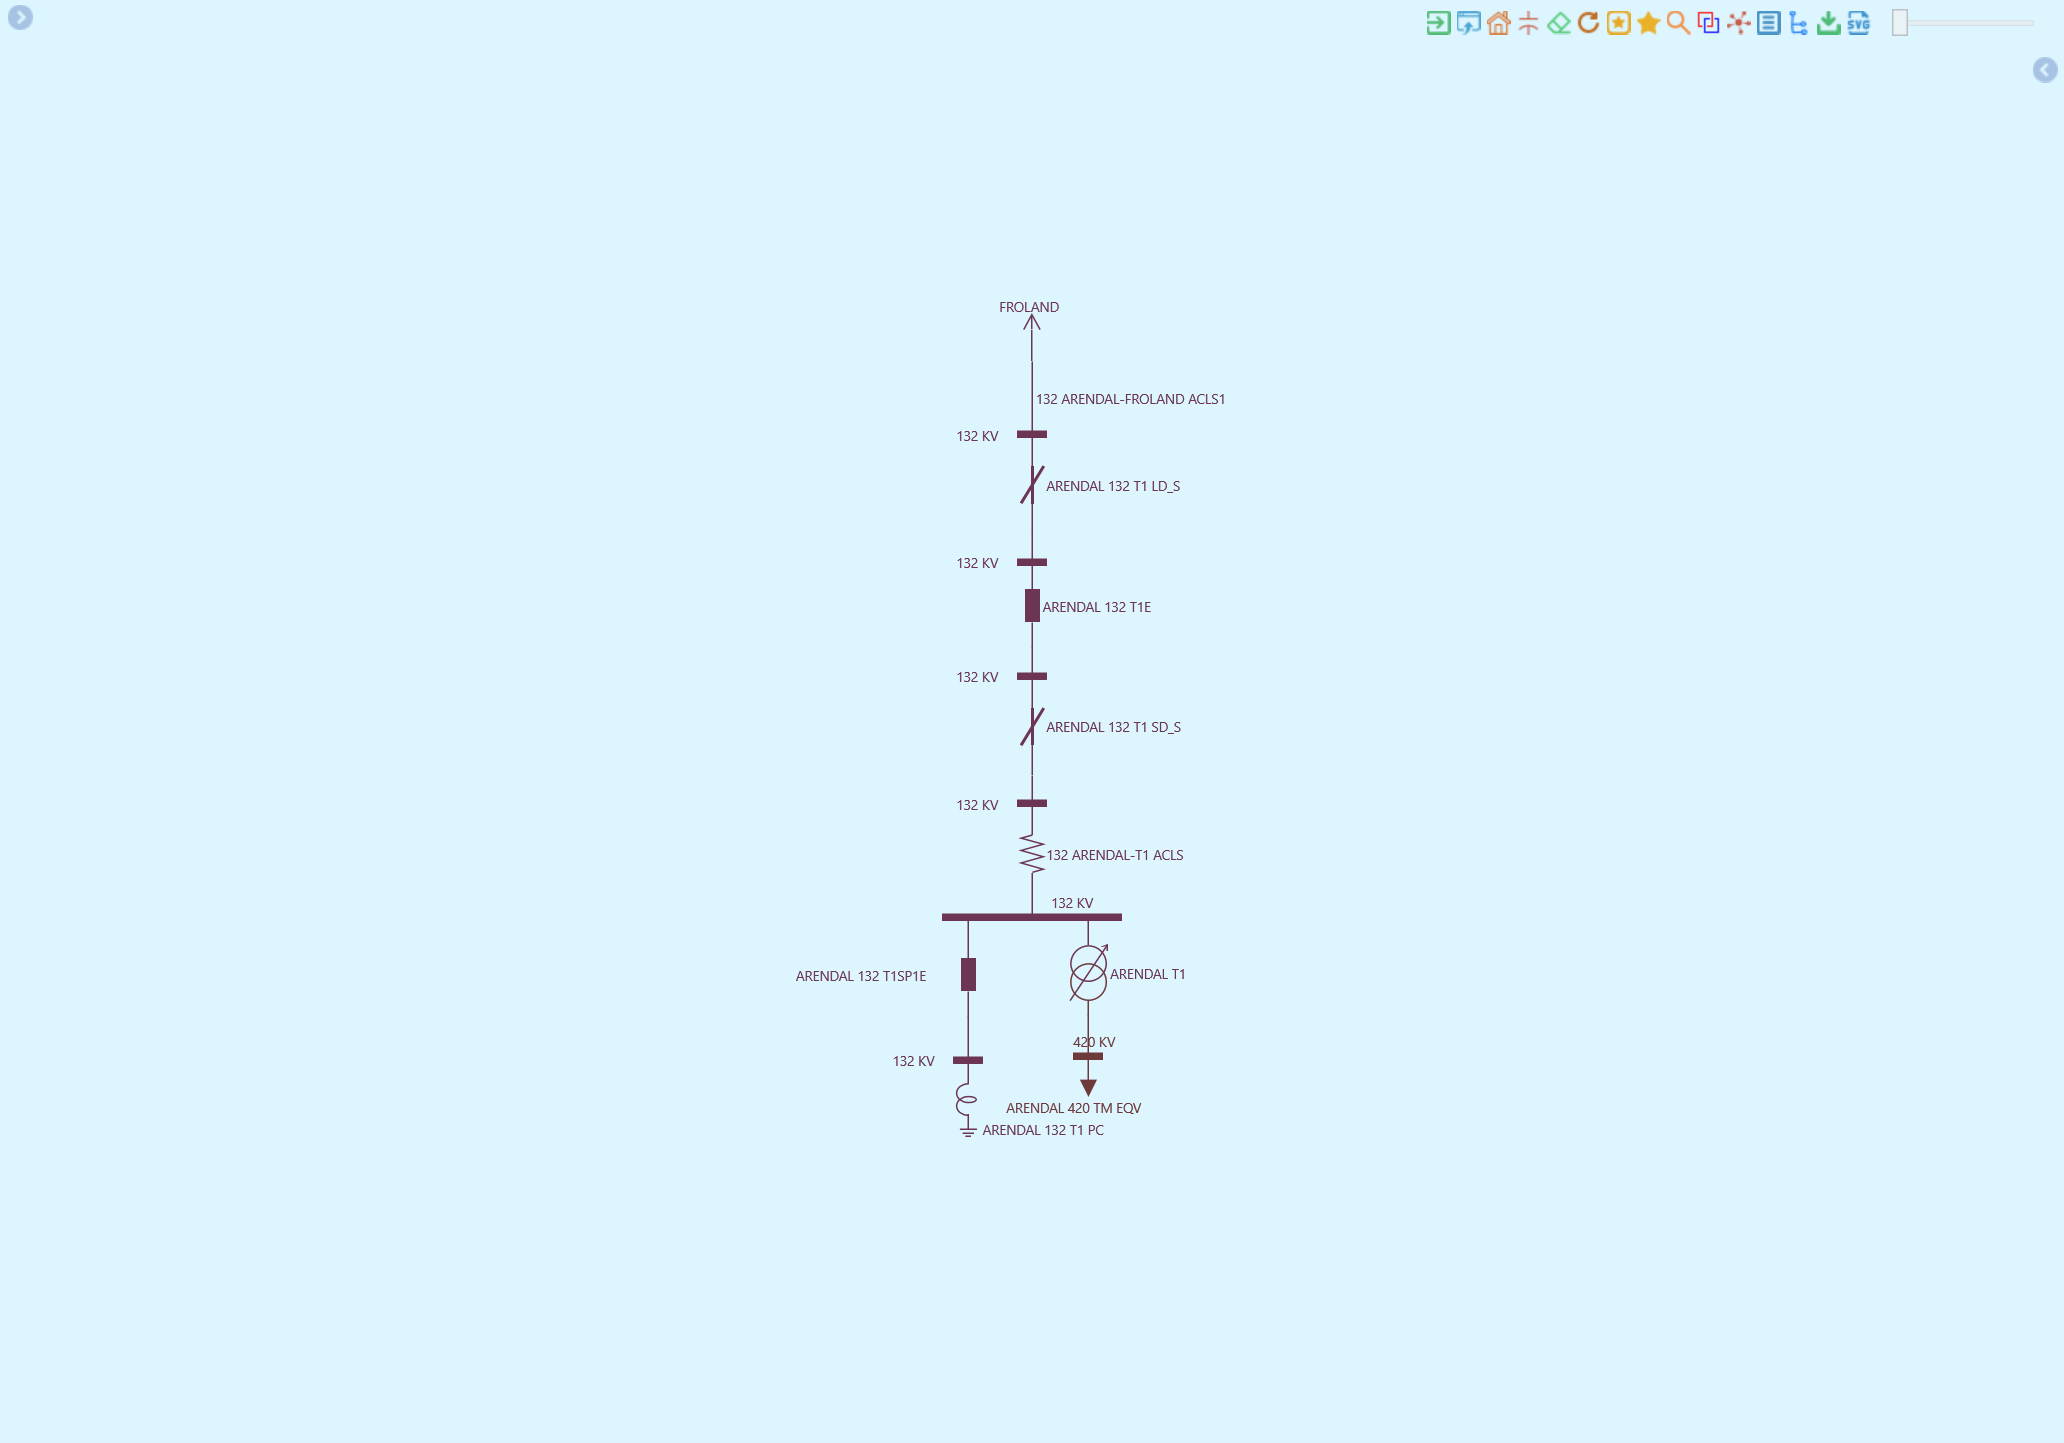 SVG
FROLAND
132 ARENDAL-FROLAND ACLS1
132 KV
ARENDAL 132 T1 LD_S
132 KV
ARENDAL 132 T1E
132 KV
ARENDAL 132 T1 SD_S
132 KV
132 ARENDAL-T1 ACLS
132 KV
ARENDAL 132 T1SP1E
ARENDAL T1
420 KV
132 KV
ARENDAL 420 TM EQV
ARENDAL 132 T1 PC